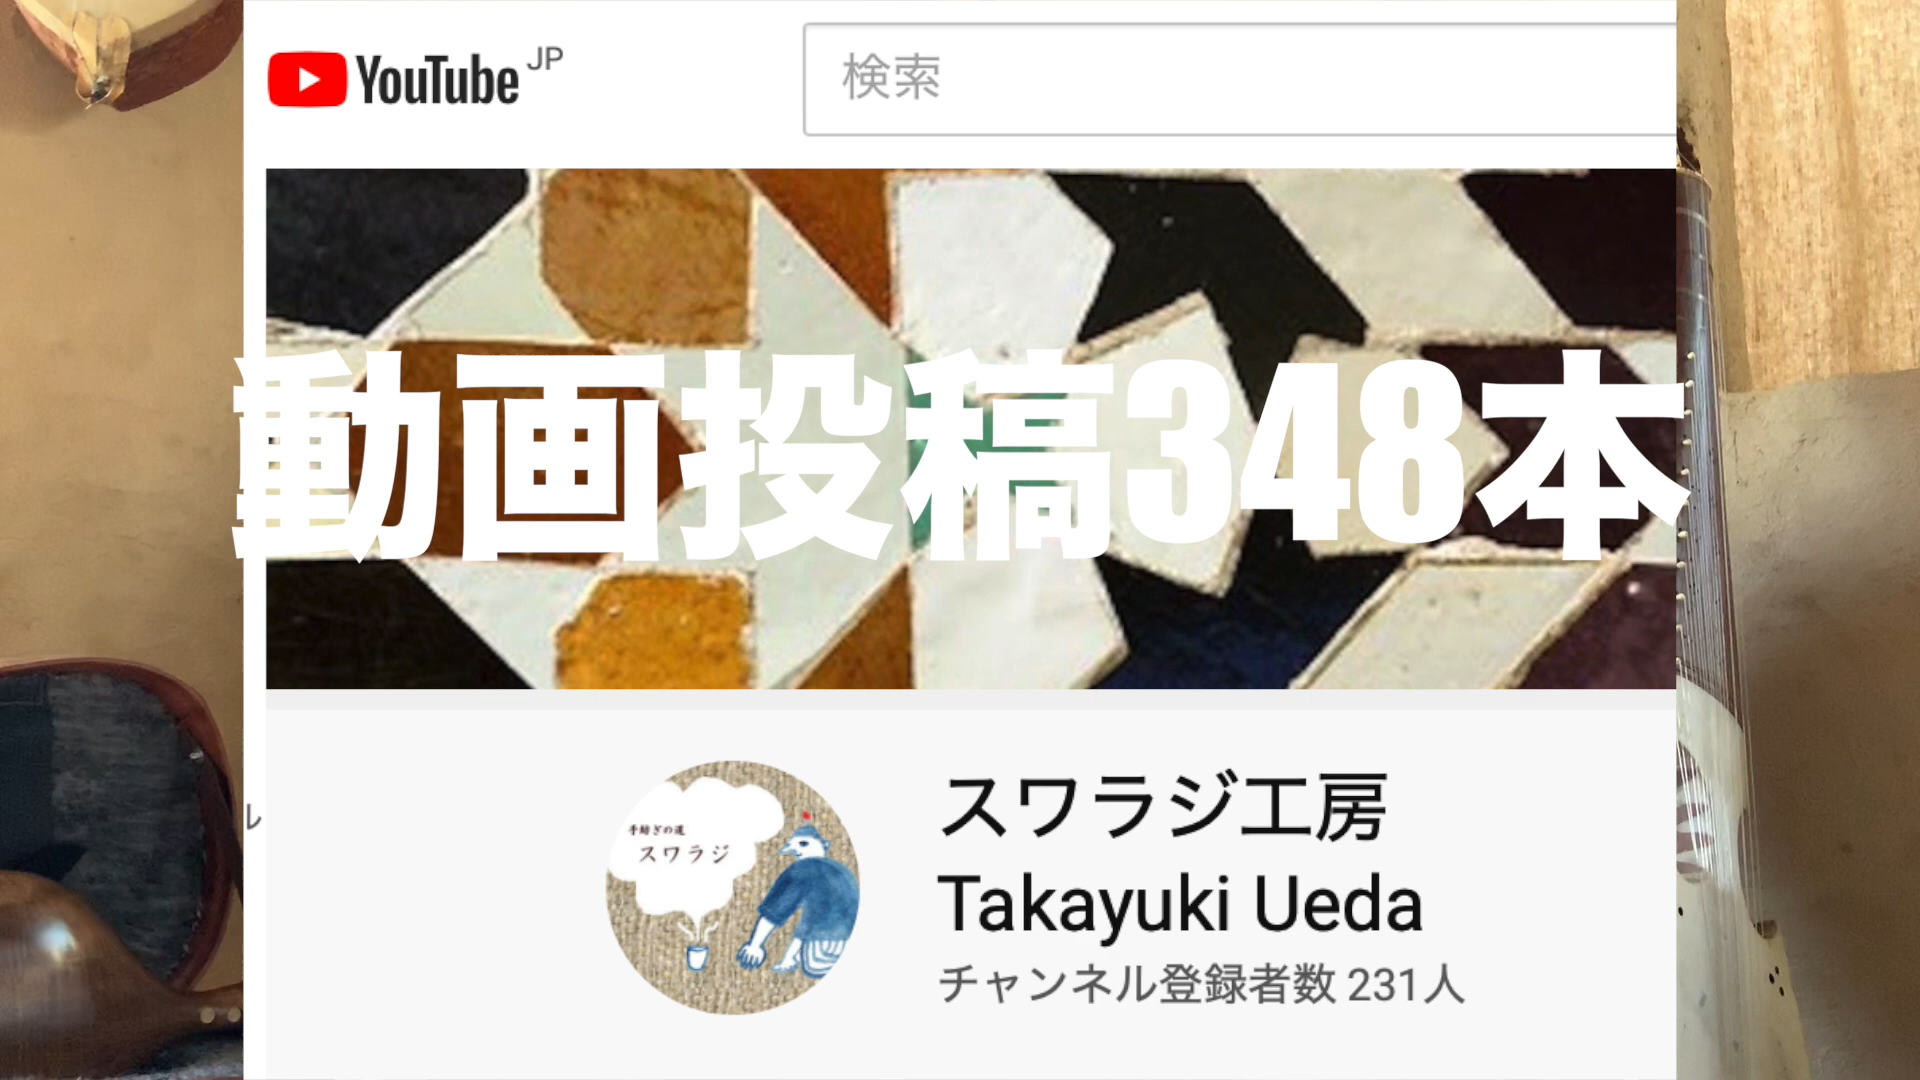 YouTube JP
検索
動画投稿348本
ル
手紡ぎの道
スワラジ
スワラジ工房
Takayuki Ueda
チャンネル登録者数 231人